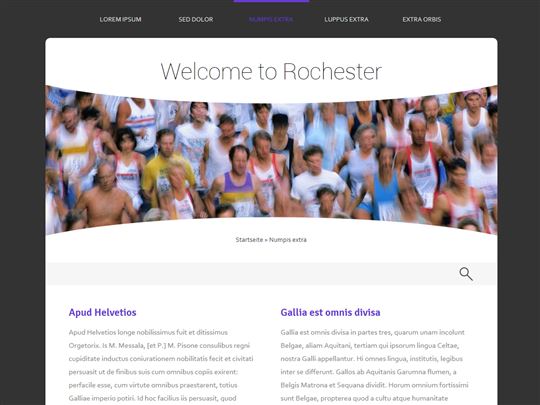 LOREM IPSUM SED DOLOR NUMPIS EXTRA LUPPUS EXTRA EXTRA ORBIS
Welcome to Rochester
Startseite » Numpis extra
Apud Helvetios
Apud Helvetios longe nobilissimus fuit et ditissimus
Orgetorix. Is M. Messala, [et P.] M. Pisone consulibus regni
cupiditate inductus coniurationem nobilitatis fecit et civitati
persuasit ut de finibus suis cum omnibus copiis exirent:
perfacile esse, cum virtute omnibus praestarent, totius
Galliae imperio potiri. Id hoc facilius iis persuasit, quod
Gallia est omnis divisa
Gallia est omnis divisa in partes tres, quarum unam incolunt
Belgae, aliam Aquitani, tertiam qui ipsorum lingua Celtae,
nostra Galli appellantur. Hi omnes lingua, institutis, legibus
inter se differunt. Gallos ab Aquitanis Garumna flumen, a
Belgis Matrona et Sequana dividit. Horum omnium fortissimi
sunt Belgae, propterea quod a cultu atque humanitate